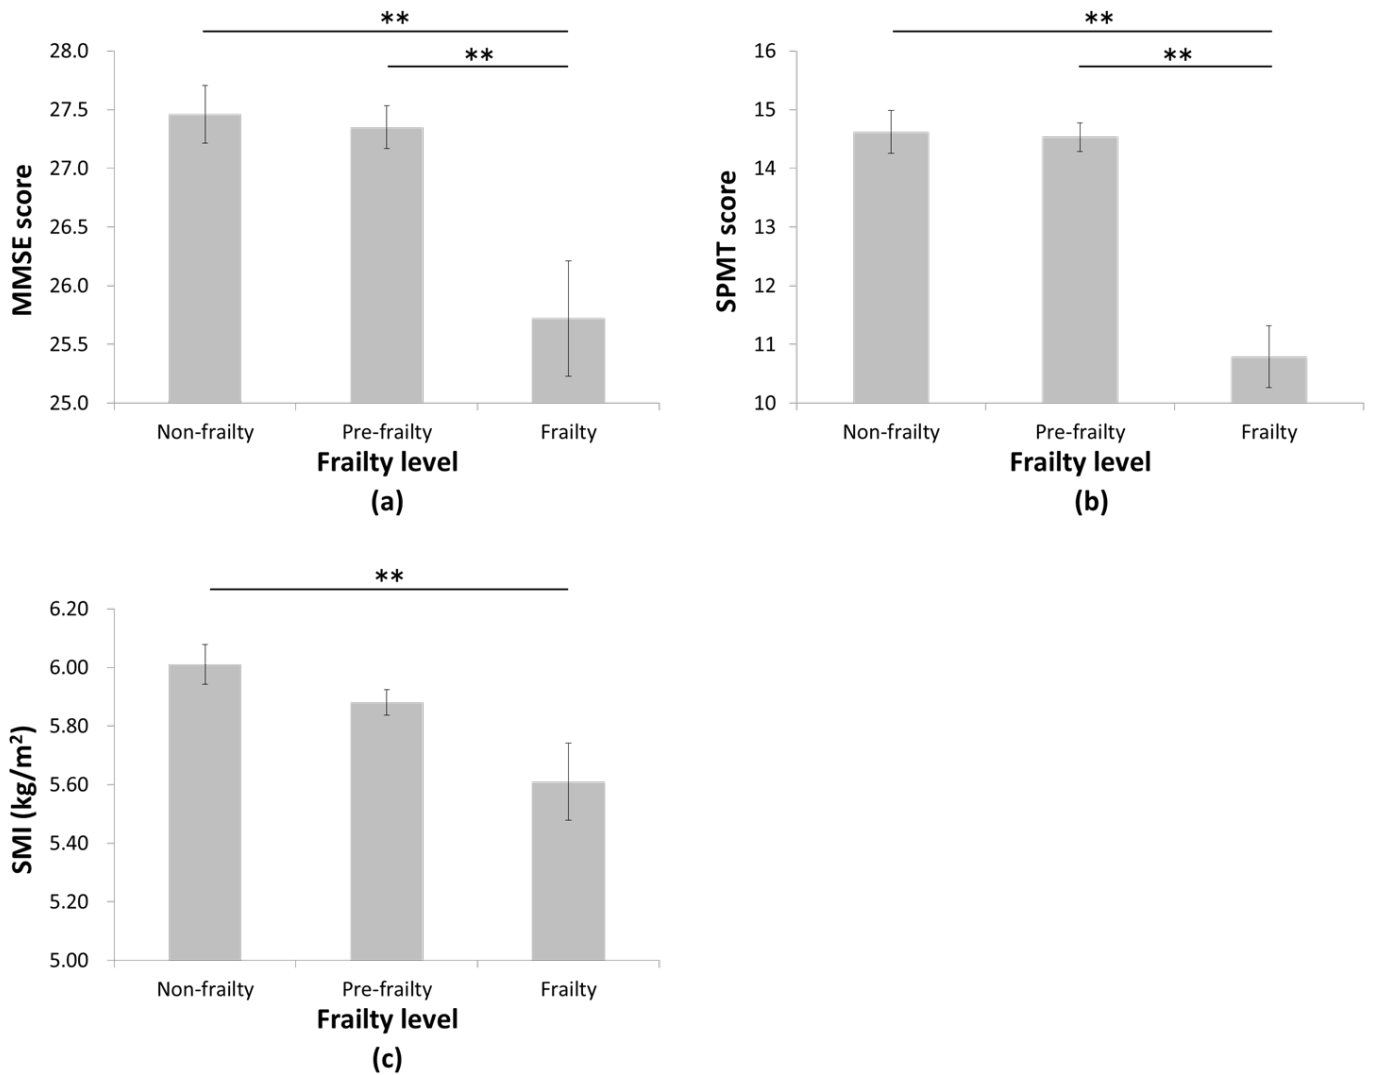 **
**
28.0
27.5
27.0
26.5
26.0
25.5
25.0
MMSE score
Non-frailty Pre-frailty Frailty
Frailty level
(a)
**
**
16
15
14
13
12
11
10
SPMT score
Non-frailty Pre-frailty Frailty
Frailty level
(b)
**
6.20
6.00
5.80
5.60
5.40
5.20
5.00
SMI (kg/m²)
Non-frailty Pre-frailty Frailty
Frailty level
(c)